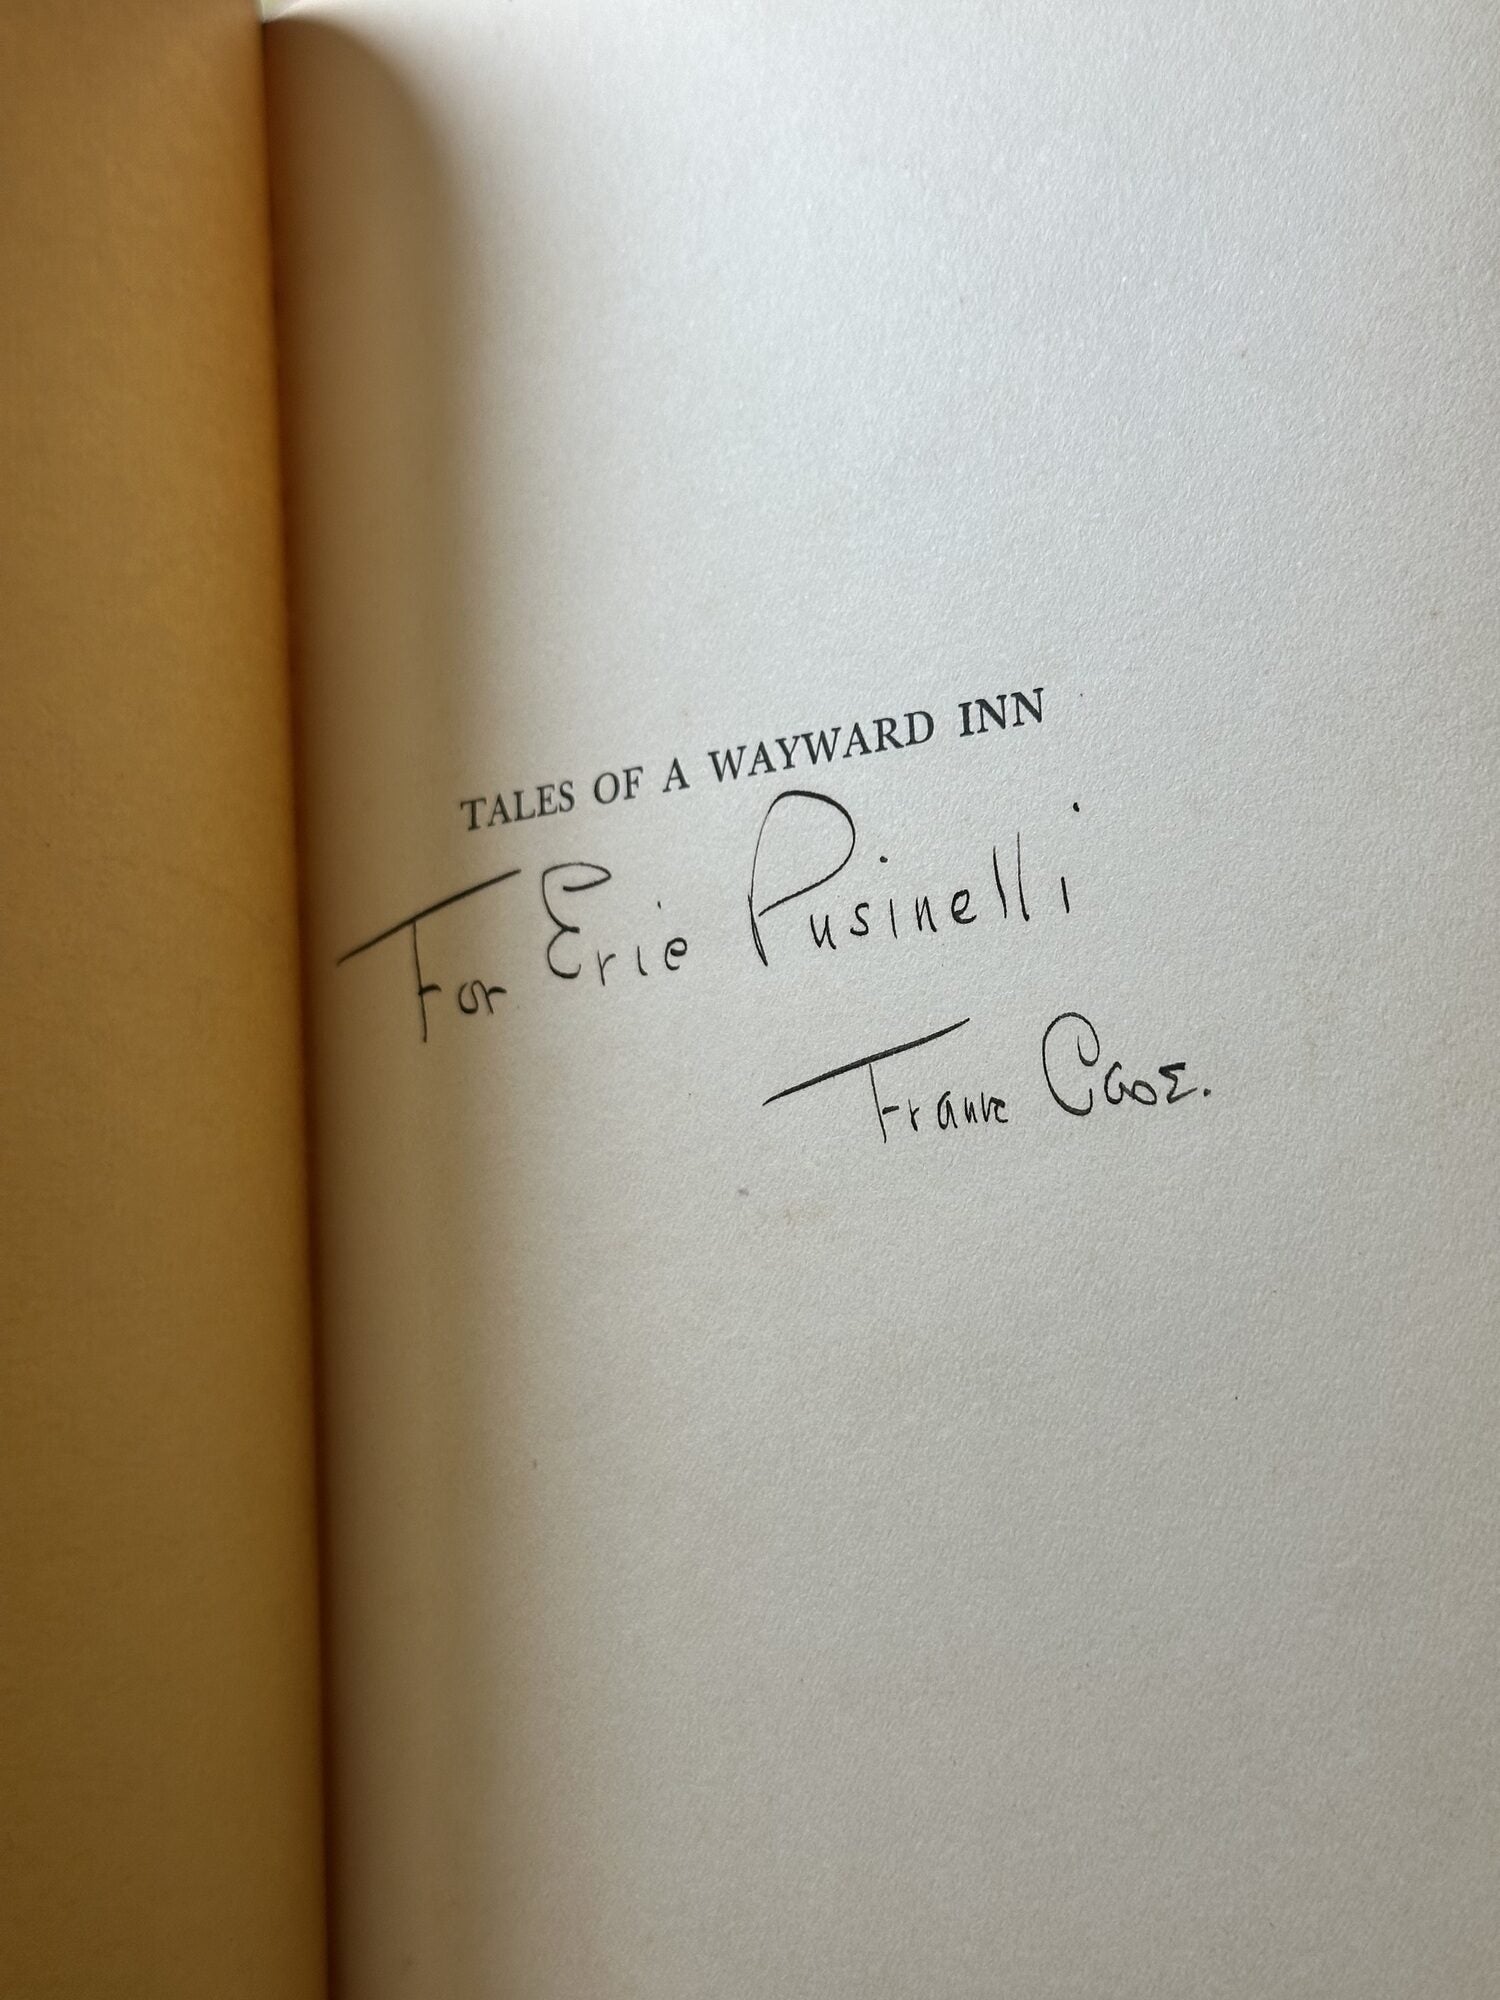 TALES OF A WAYWARD INN
For Eric Pusinelli
Frank Case.